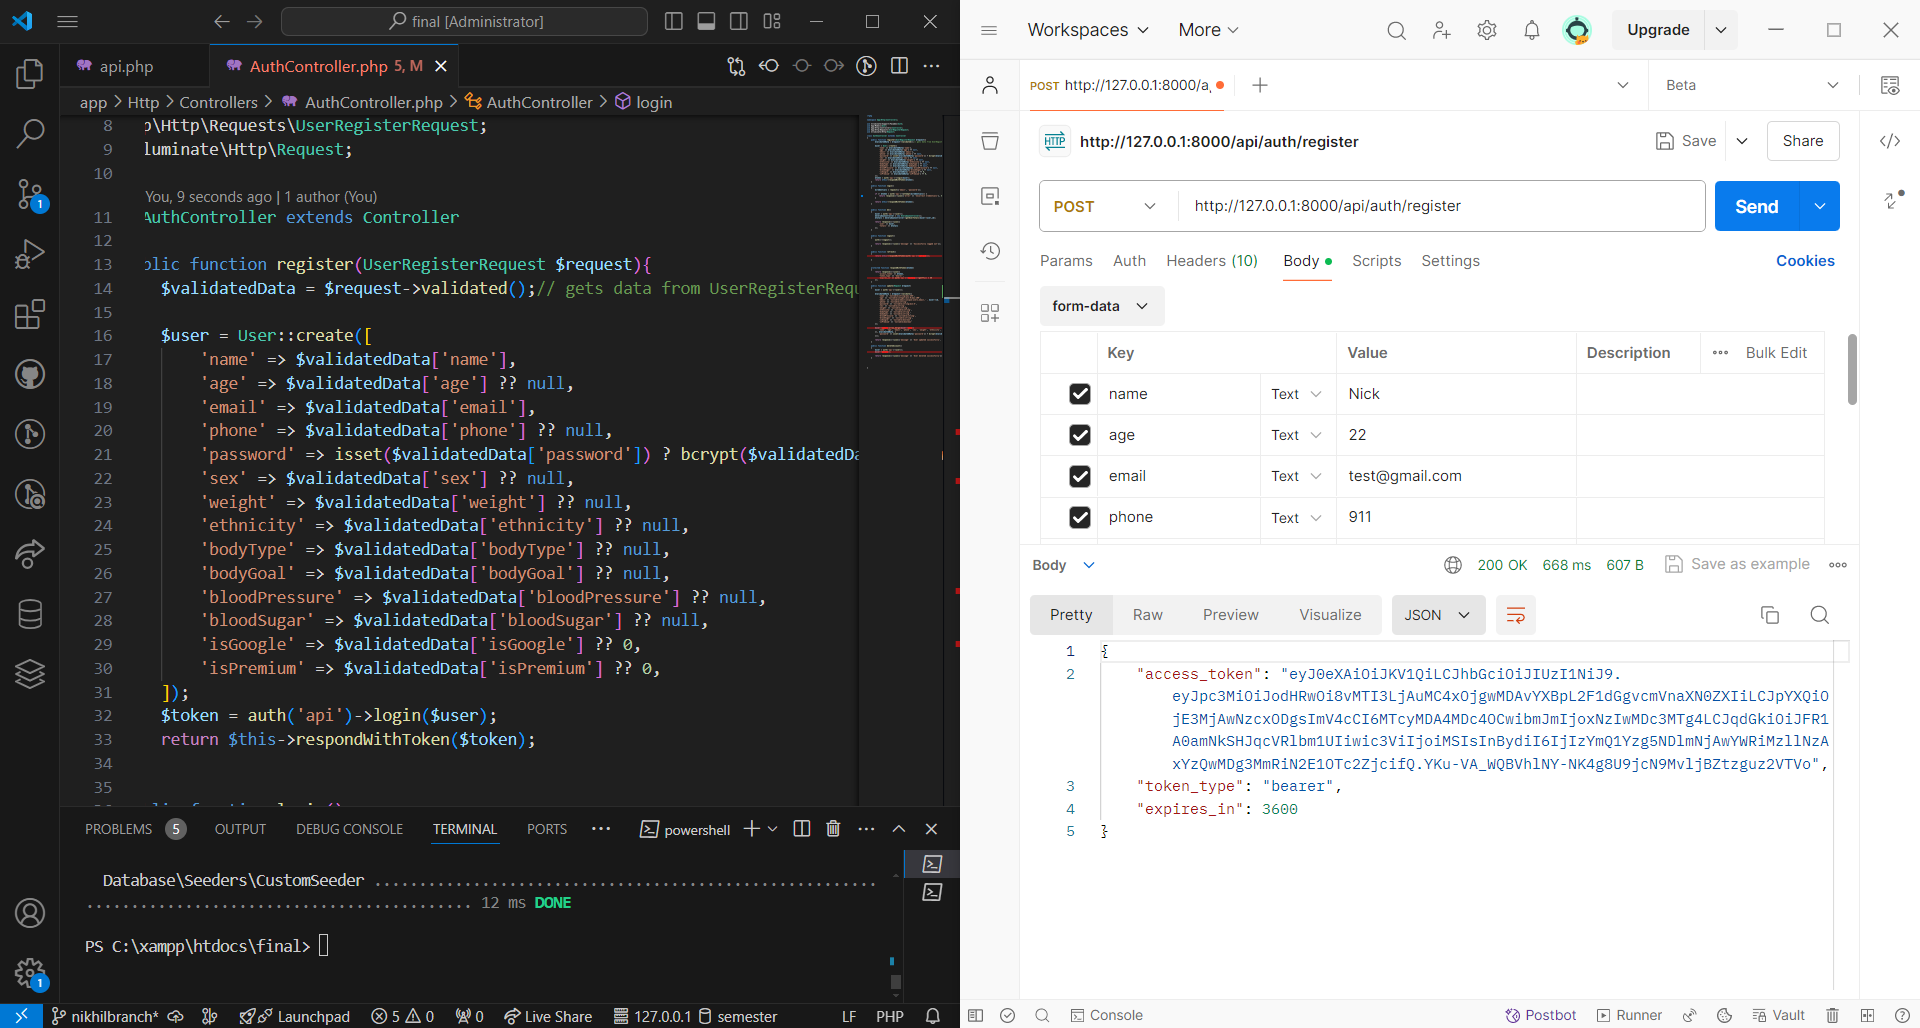 final [Administrator]
api.php
AuthController.php 5, M
app > Http > Controllers > AuthController.php > AuthController > login
8 p\Http\Requests\UserRegisterRequest;
9 luminate\Http\Request;
10
You, 9 seconds ago | 1 author (You)
11 AuthController extends Controller
12
13 blic function register(UserRegisterRequest $request){
14 $validatedData = $request->validated();// gets data from UserRegisterRequ
15
16 $user = User::create([
17 'name' => $validatedData['name'],
18 'age' => $validatedData['age'] ?? null,
19 'email' => $validatedData['email'],
20 'phone' => $validatedData['phone'] ?? null,
21 'password' => isset($validatedData['password']) ? bcrypt($validatedDa
22 'sex' => $validatedData['sex'] ?? null,
23 'weight' => $validatedData['weight'] ?? null,
24 'ethnicity' => $validatedData['ethnicity'] ?? null,
25 'bodyType' => $validatedData['bodyType'] ?? null,
26 'bodyGoal' => $validatedData['bodyGoal'] ?? null,
27 'bloodPressure' => $validatedData['bloodPressure'] ?? null,
28 'bloodSugar' => $validatedData['bloodSugar'] ?? null,
29 'isGoogle' => $validatedData['isGoogle'] ?? 0,
30 'isPremium' => $validatedData['isPremium'] ?? 0,
31 ]);
32 $token = auth('api')->login($user);
33 return $this->respondWithToken($token);
34
35
PROBLEMS 5 OUTPUT DEBUG CONSOLE TERMINAL PORTS ··· powershell
Database\Seeders\CustomSeeder .....................................................
......................................... 12 ms DONE
PS C:\xampp\htdocs\final>
1
1
nikhilbranch* Launchpad 5 0 0 Live Share 127.0.0.1 semester LF PHP
Workspaces More Upgrade
POST http://127.0.0.1:8000/a, Beta
HTTP http://127.0.0.1:8000/api/auth/register Save Share
POST http://127.0.0.1:8000/api/auth/register Send
Params Auth Headers (10) Body Scripts Settings Cookies
form-data
Key Value Description Bulk Edit
name Text Nick
age Text 22
email Text test@gmail.com
phone Text 911
Body 200 OK 668 ms 607 B Save as example
Pretty Raw Preview Visualize JSON
1 {
2 "access_token": "eyJ0eXAiOiJKV1QiLCJhbGciOiJIUzI1NiJ9.
eyJpc3MiOiJodHRwOi8vMTI3LjAuMC4xOjgwMDAvYXBpL2F1dGgvcmVnaXN0ZXIiLCJpYXQiO
jE3MjAwNzcxODgsImV4cCI6MTcyMDA4MDc4OCwibmJmIjoxNzIwMDc3MTg4LCJqdGkiOiJFR1
A0amNkSHJqcVRlbm1UIiwic3ViIjoiMSIsInBydiI6IjIzYmQ1Yzg5NDlmNjAwYWRiMzllNzA
xYzQwMDg3MmRiN2E1OTc2ZjcifQ.YKu-VA_WQBVhlNY-NK4g8U9jcN9MvljBZtzguz2VTVo",
3 "token_type": "bearer",
4 "expires_in": 3600
5 }
Console Postbot Runner Vault